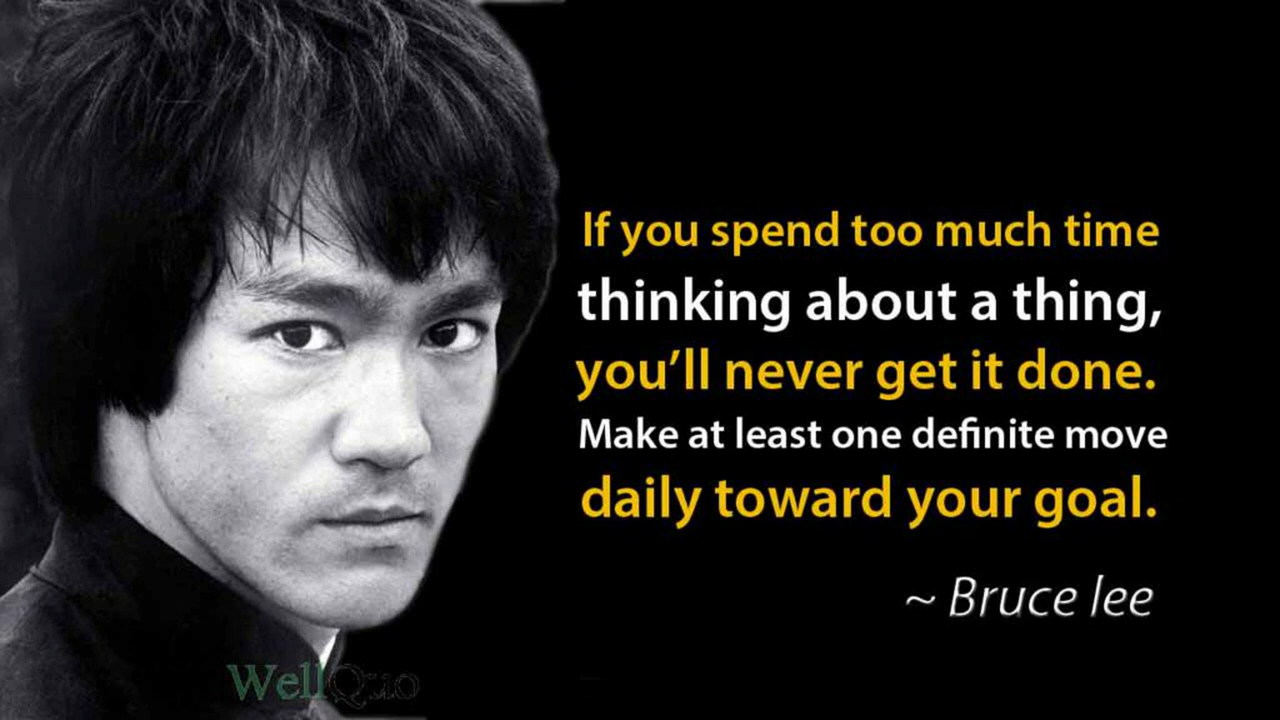 If you spend too much time
thinking about a thing,
you’ll never get it done.
Make at least one definite move
daily toward your goal.
~ Bruce lee
WellQuo